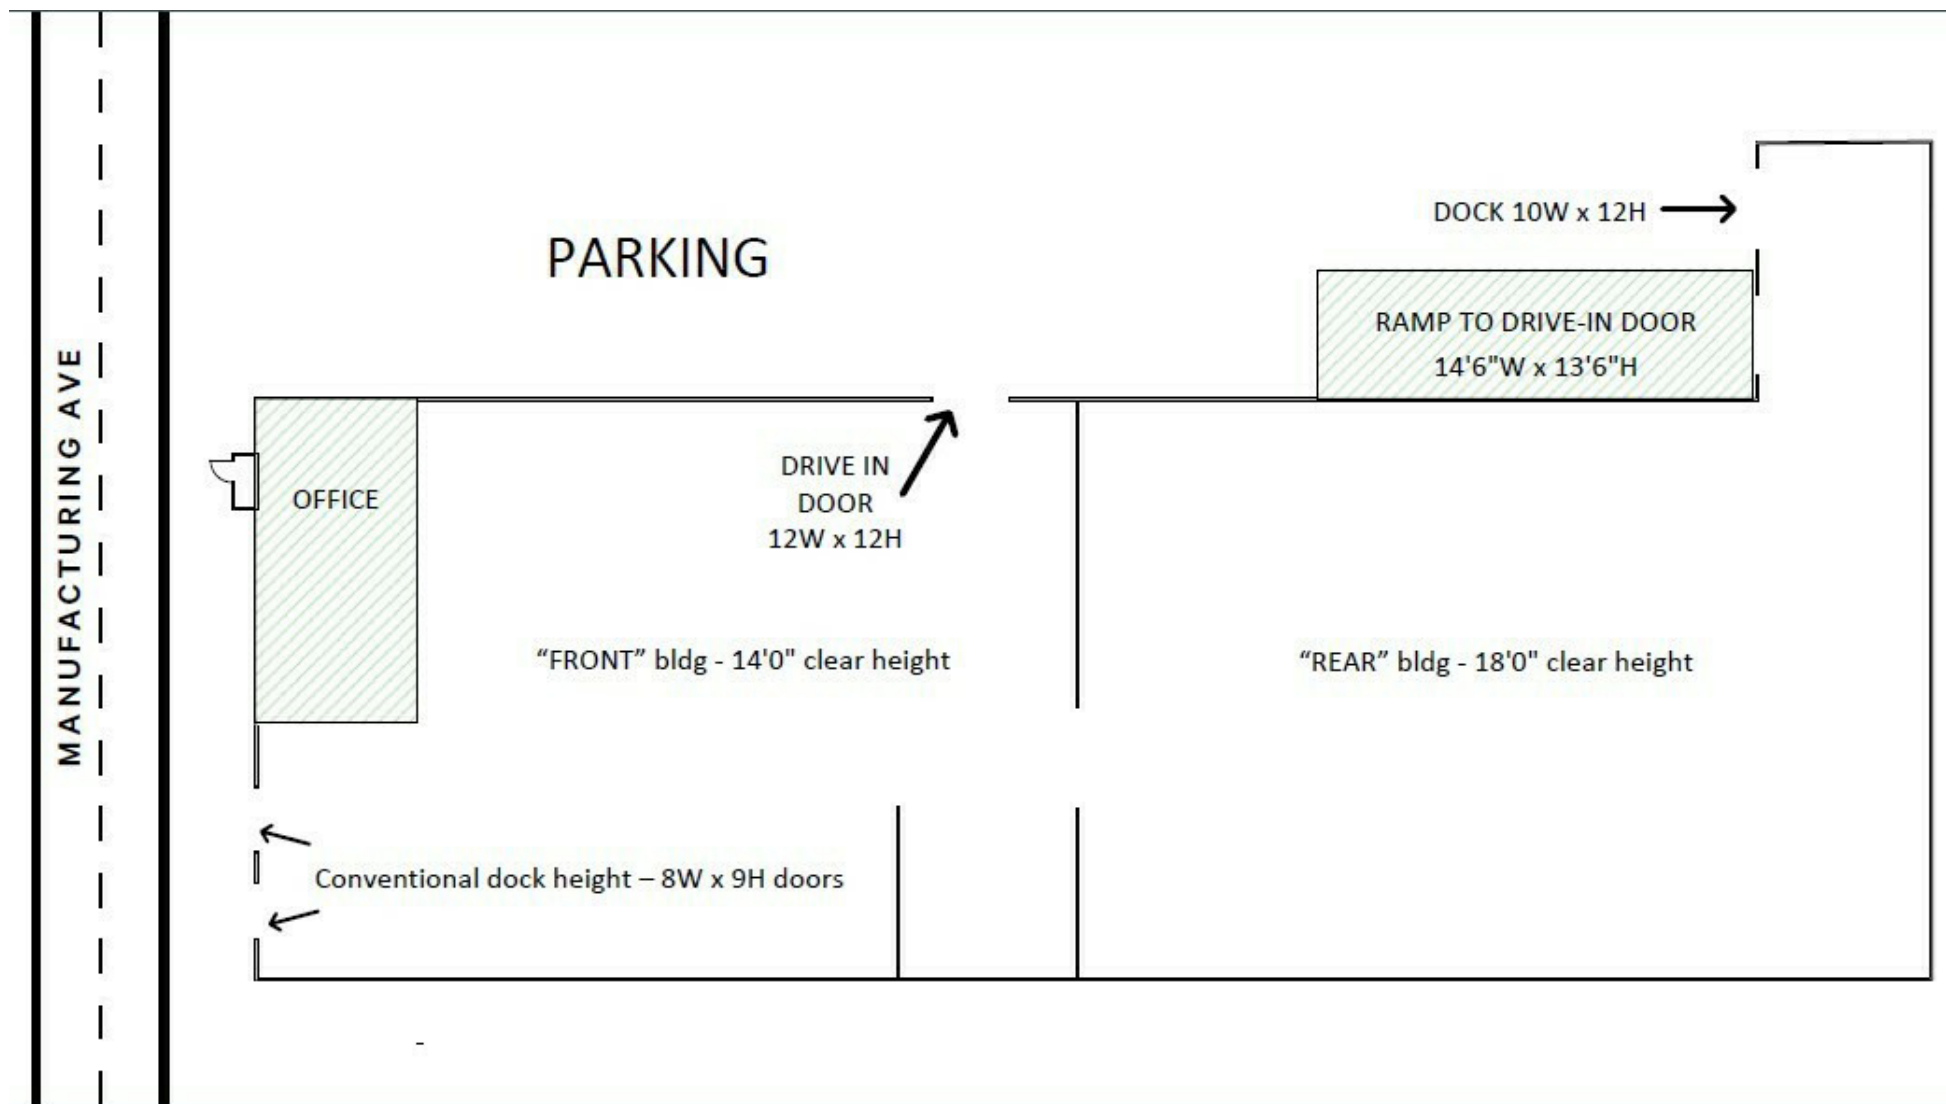 MANUFACTURING AVE
PARKING
DOCK 10W x 12H
RAMP TO DRIVE-IN DOOR
14'6"W x 13'6"H
OFFICE
DRIVE IN
DOOR
12W x 12H
“FRONT” bldg - 14'0" clear height
“REAR” bldg - 18'0" clear height
Conventional dock height – 8W x 9H doors
-